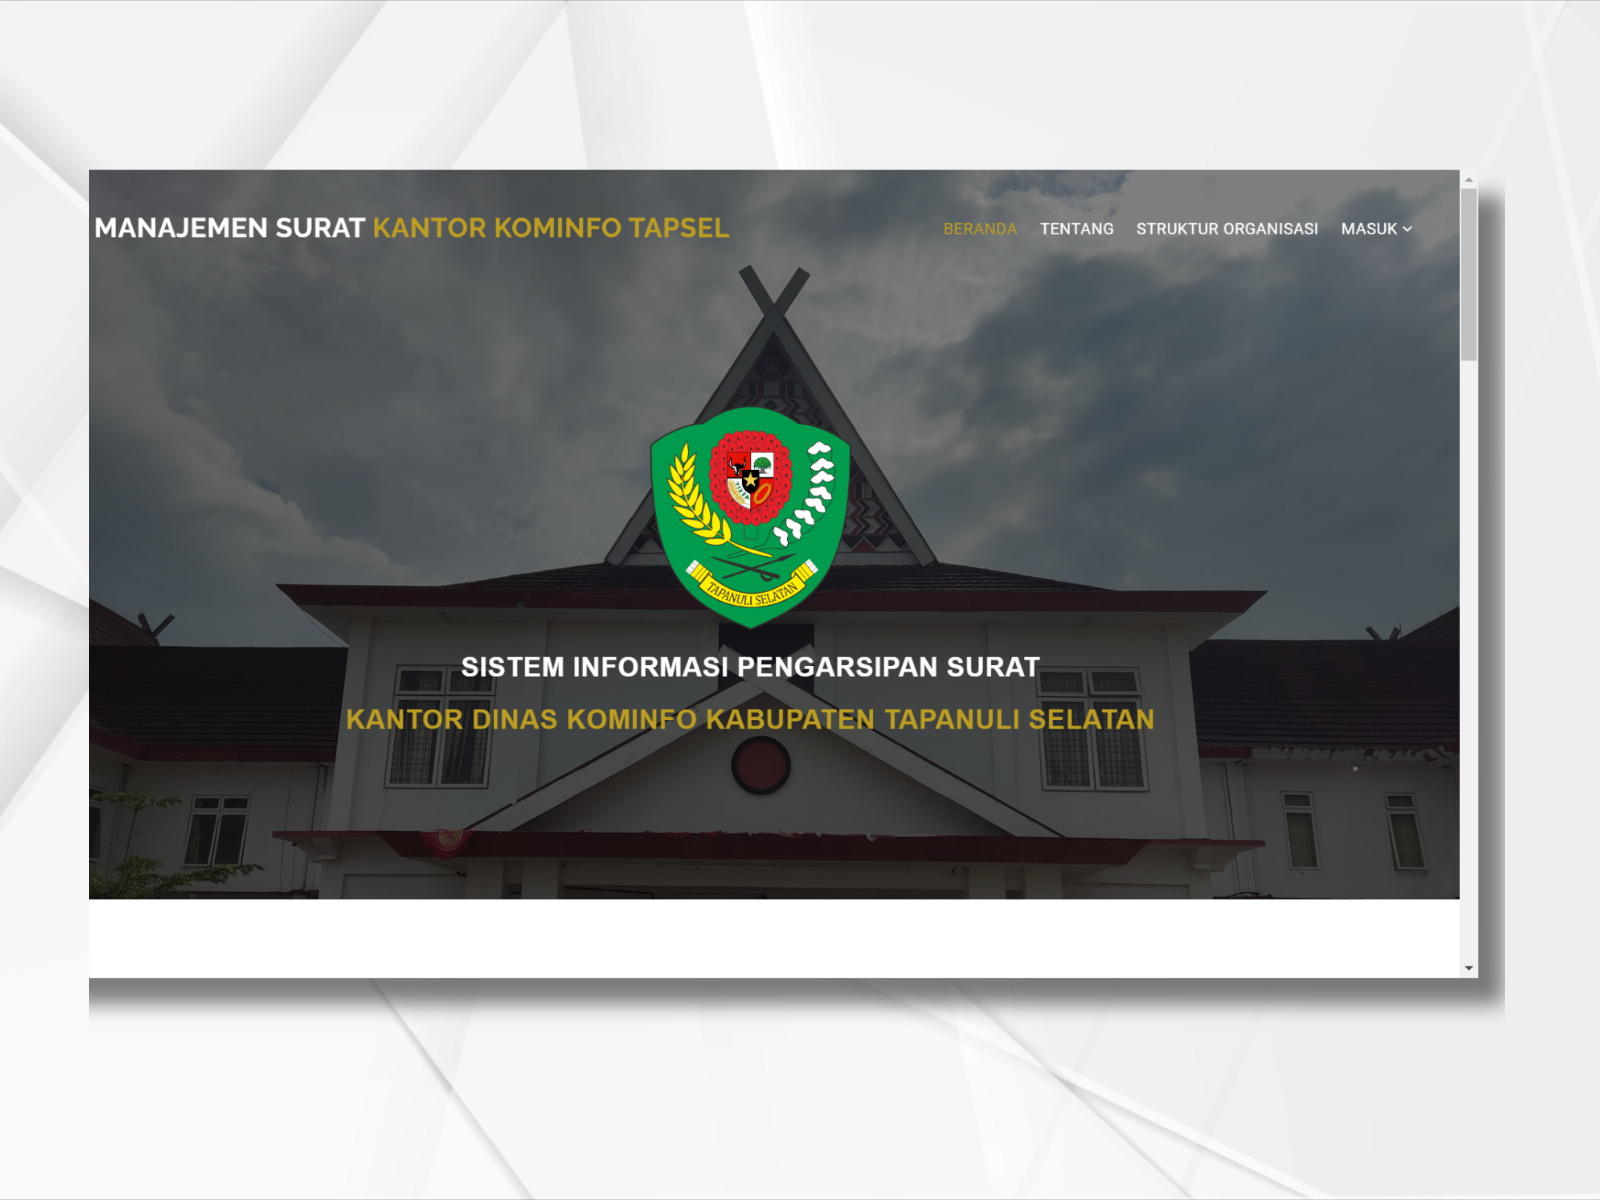 MANAJEMEN SURAT KANTOR KOMINFO TAPSEL
BERANDA TENTANG STRUKTUR ORGANISASI MASUK
TAPANULI SELATAN
SISTEM INFORMASI PENGARSIPAN SURAT
KANTOR DINAS KOMINFO KABUPATEN TAPANULI SELATAN